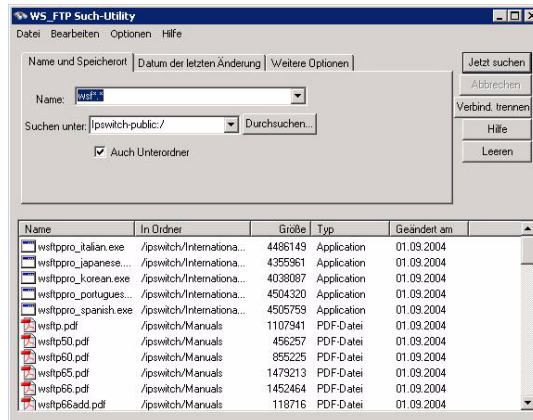 WS_FTP Such-Utility
Datei Bearbeiten Optionen Hilfe
Name und Speicherort Datum der letzten Änderung Weitere Optionen
Jetzt suchen
Abbrechen
Name: wsf*.*
Verbind. trennen
Suchen unter: Ipswitch-public:/ Durchsuchen...
Hilfe
Auch Unterordner
Leeren
Name In Ordner Größe Typ Geändert am
wsftppro_italian.exe /ipswitch/Internationa... 4486149 Application 01.09.2004
wsftppro_japanese.... /ipswitch/Internationa... 4355961 Application 01.09.2004
wsftppro_korean.exe /ipswitch/Internationa... 4038087 Application 01.09.2004
wsftppro_portugues... /ipswitch/Internationa... 4504320 Application 01.09.2004
wsftppro_spanish.exe /ipswitch/Internationa... 4505759 Application 01.09.2004
wsftp.pdf /ipswitch/Manuals 1107941 PDF-Datei 01.09.2004
wsftp50.pdf /ipswitch/Manuals 456257 PDF-Datei 01.09.2004
wsftp60.pdf /ipswitch/Manuals 855225 PDF-Datei 01.09.2004
wsftp65.pdf /ipswitch/Manuals 1479213 PDF-Datei 01.09.2004
wsftp66.pdf /ipswitch/Manuals 1452464 PDF-Datei 01.09.2004
wsftp66add.pdf /ipswitch/Manuals 118716 PDF-Datei 01.09.2004